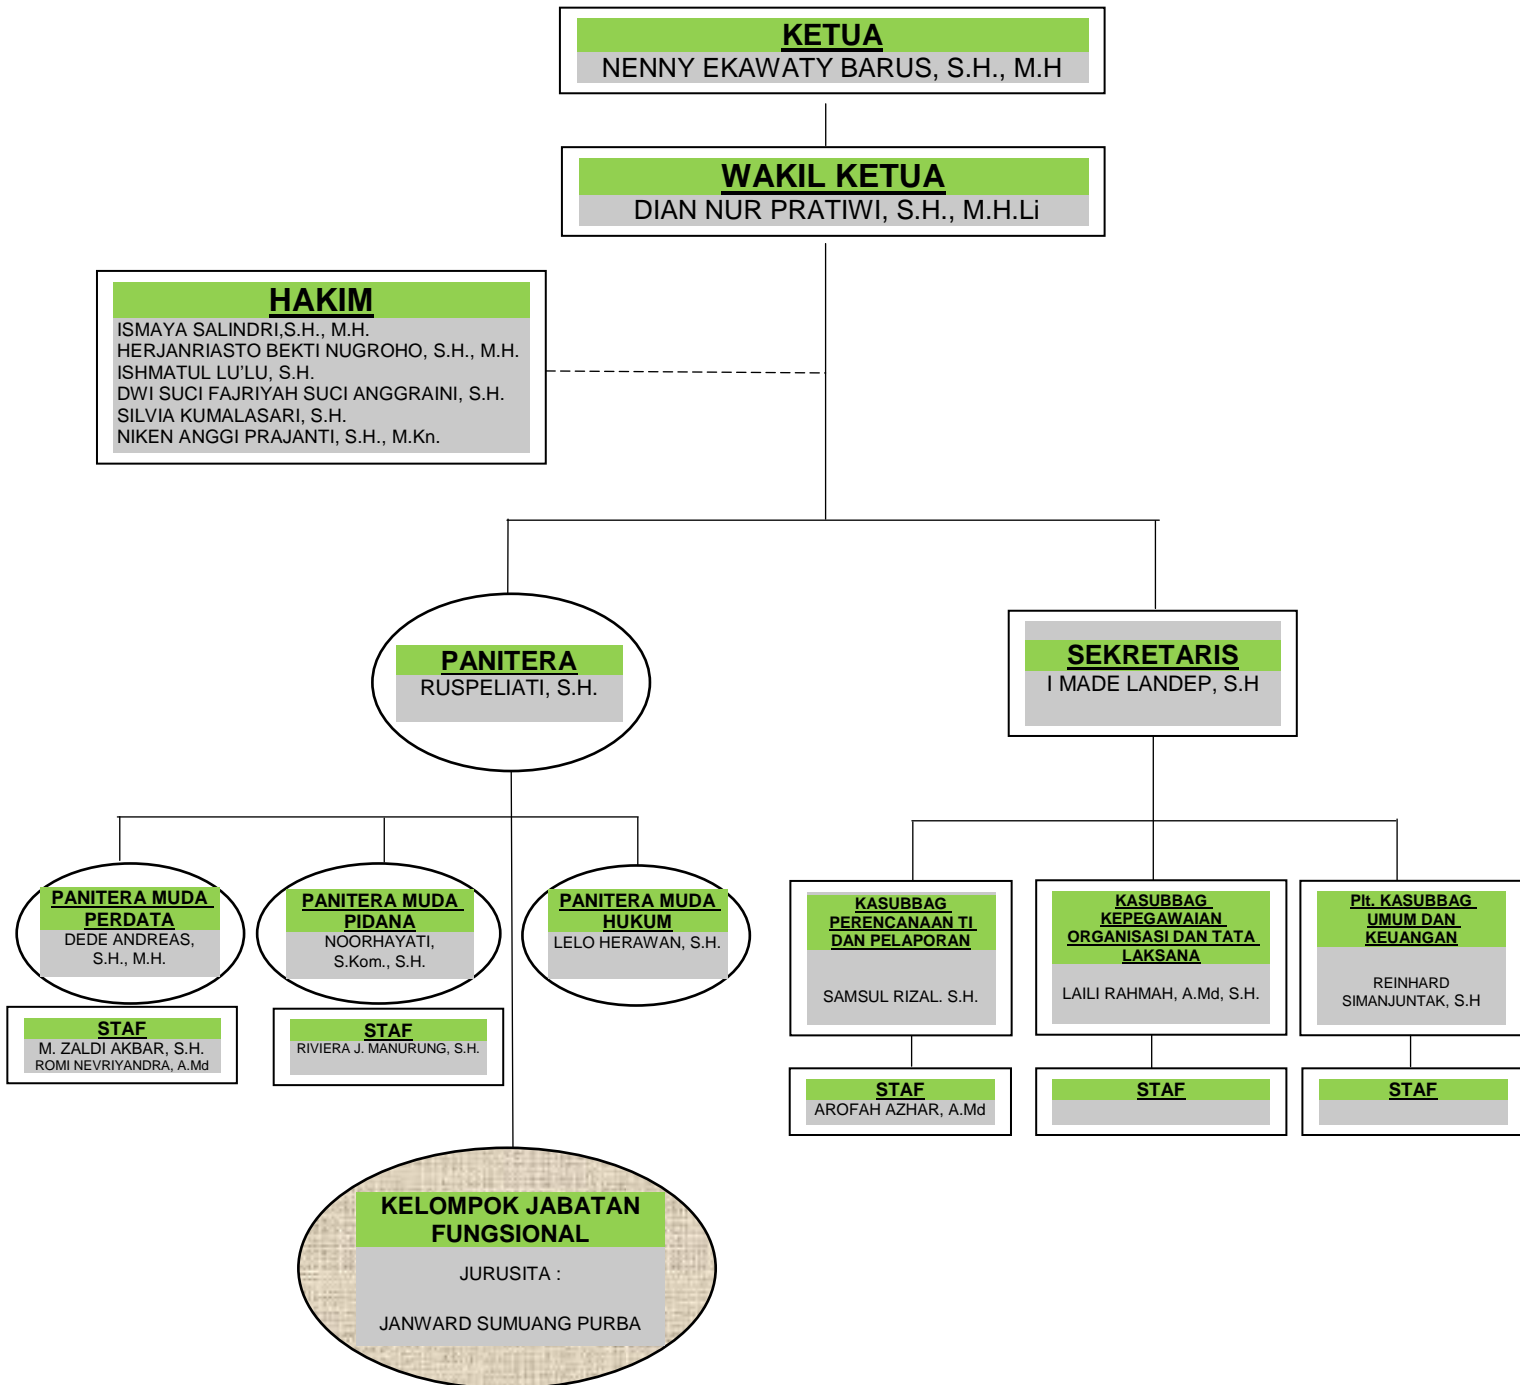 KETUA
NENNY EKAWATY BARUS, S.H., M.H
WAKIL KETUA
DIAN NUR PRATIWI, S.H., M.H.Li
HAKIM
ISMAYA SALINDRI,S.H., M.H.
HERJANRIASTO BEKTI NUGROHO, S.H., M.H.
ISHMATUL LU’LU, S.H.
DWI SUCI FAJRIYAH SUCI ANGGRAINI, S.H.
SILVIA KUMALASARI, S.H.
NIKEN ANGGI PRAJANTI, S.H., M.Kn.
PANITERA
RUSPELIATI, S.H.
SEKRETARIS
I MADE LANDEP, S.H
PANITERA MUDA
PERDATA
DEDE ANDREAS,
S.H., M.H.
PANITERA MUDA
PIDANA
NOORHAYATI,
S.Kom., S.H.
PANITERA MUDA
HUKUM
LELO HERAWAN, S.H.
KASUBBAG
PERENCANAAN TI
DAN PELAPORAN
SAMSUL RIZAL. S.H.
KASUBBAG
KEPEGAWAIAN
ORGANISASI DAN TATA
LAKSANA
LAILI RAHMAH, A.Md, S.H.
Plt. KASUBBAG
UMUM DAN
KEUANGAN
REINHARD
SIMANJUNTAK, S.H
STAF
M. ZALDI AKBAR, S.H.
ROMI NEVRIYANDRA, A.Md
STAF
RIVIERA J. MANURUNG, S.H.
STAF
AROFAH AZHAR, A.Md
STAF
STAF
KELOMPOK JABATAN
FUNGSIONAL
JURUSITA :
JANWARD SUMUANG PURBA